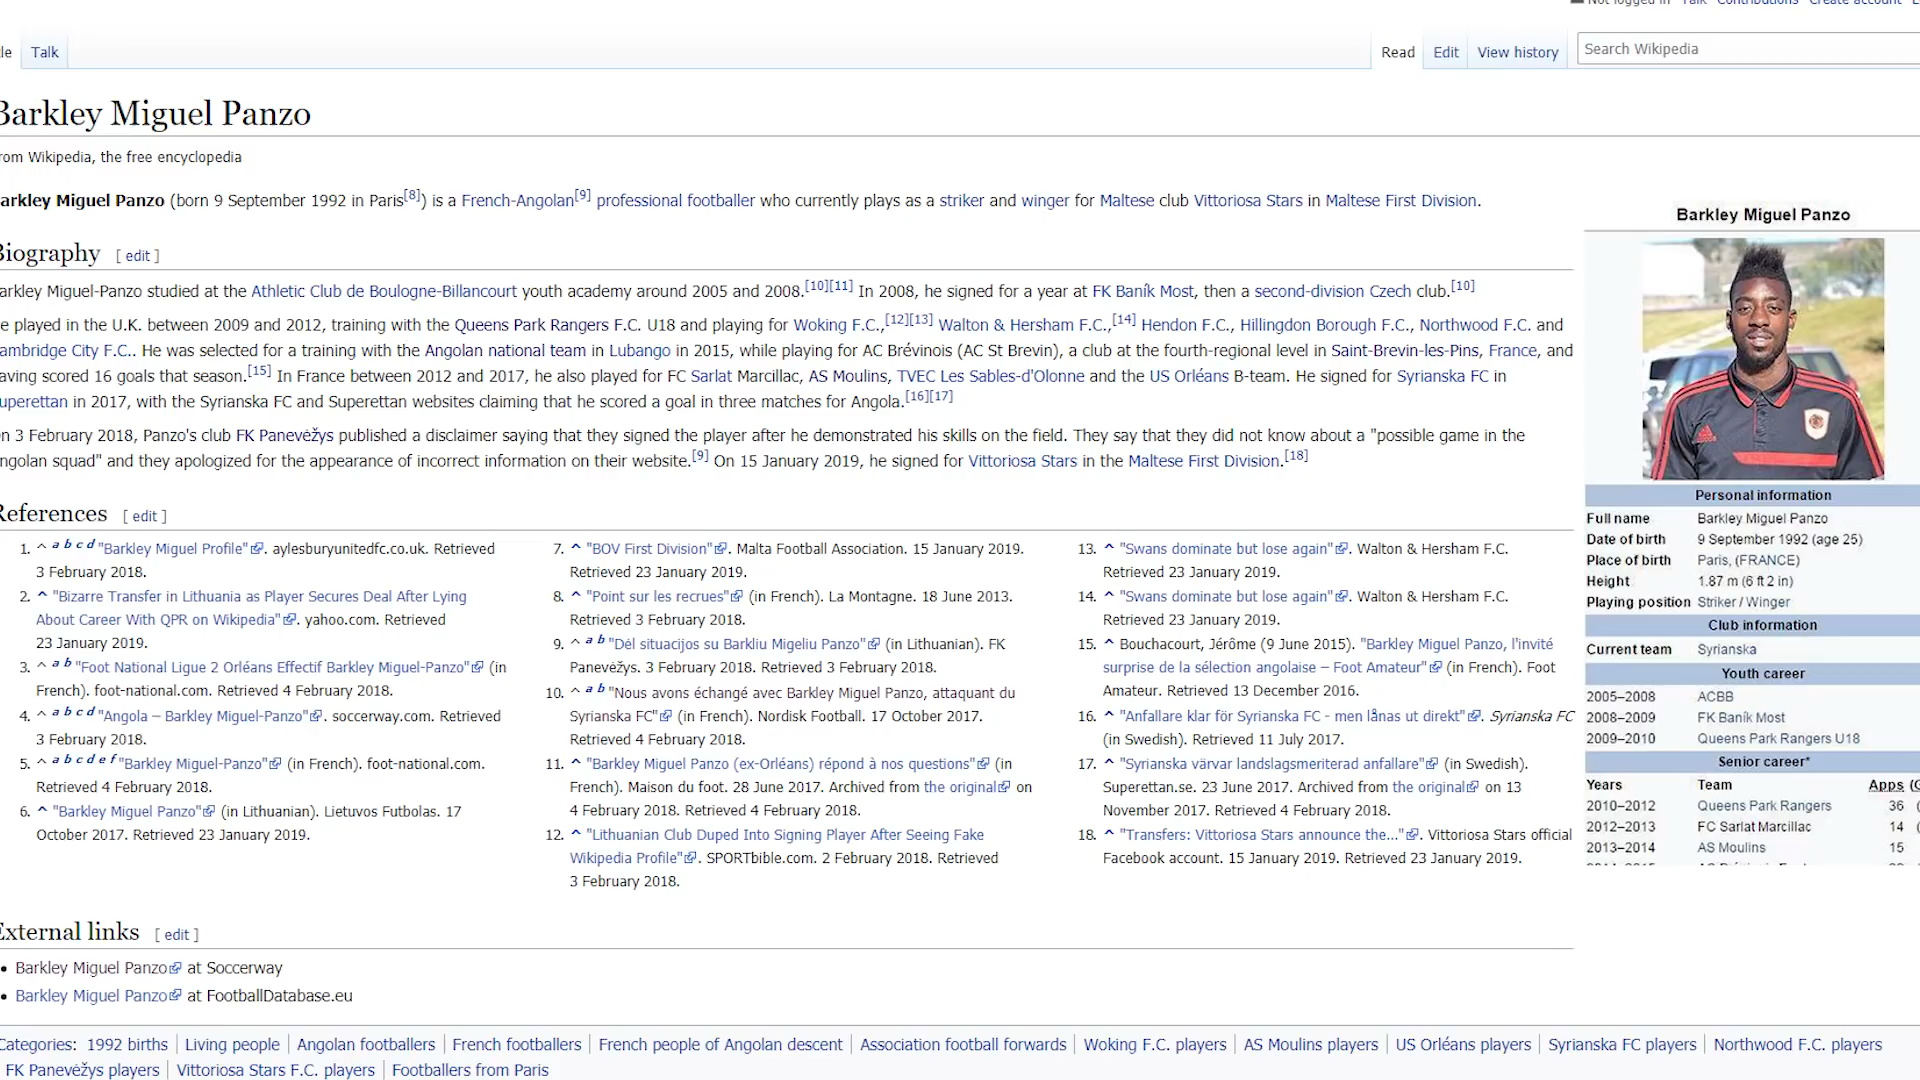 Not logged in Talk Contributions Create account
Talk
Read Edit View history Search Wikipedia
Barkley Miguel Panzo
from Wikipedia, the free encyclopedia
arkley Miguel Panzo (born 9 September 1992 in Paris[8]) is a French-Angolan[9] professional footballer who currently plays as a striker and winger for Maltese club Vittoriosa Stars in Maltese First Division.
Biography [ edit ]
arkley Miguel-Panzo studied at the Athletic Club de Boulogne-Billancourt youth academy around 2005 and 2008.[10][11] In 2008, he signed for a year at FK Baník Most, then a second-division Czech club.[10]
e played in the U.K. between 2009 and 2012, training with the Queens Park Rangers F.C. U18 and playing for Woking F.C.,[12][13] Walton & Hersham F.C.,[14] Hendon F.C., Hillingdon Borough F.C., Northwood F.C. and
ambridge City F.C.. He was selected for a training with the Angolan national team in Lubango in 2015, while playing for AC Brévinois (AC St Brevin), a club at the fourth-regional level in Saint-Brevin-les-Pins, France, and
aving scored 16 goals that season.[15] In France between 2012 and 2017, he also played for FC Sarlat Marcillac, AS Moulins, TVEC Les Sables-d'Olonne and the US Orléans B-team. He signed for Syrianska FC in
uperettan in 2017, with the Syrianska FC and Superettan websites claiming that he scored a goal in three matches for Angola.[16][17]
n 3 February 2018, Panzo's club FK Panevėžys published a disclaimer saying that they signed the player after he demonstrated his skills on the field. They say that they did not know about a "possible game in the
ngolan squad" and they apologized for the appearance of incorrect information on their website.[9] On 15 January 2019, he signed for Vittoriosa Stars in the Maltese First Division.[18]
References [ edit ]
1. ^ a b c d "Barkley Miguel Profile". aylesburyunitedfc.co.uk. Retrieved
3 February 2018.
2. ^ "Bizarre Transfer in Lithuania as Player Secures Deal After Lying
About Career With QPR on Wikipedia". yahoo.com. Retrieved
23 January 2019.
3. ^ a b "Foot National Ligue 2 Orléans Effectif Barkley Miguel-Panzo" (in
French). foot-national.com. Retrieved 4 February 2018.
4. ^ a b c d "Angola – Barkley Miguel-Panzo". soccerway.com. Retrieved
3 February 2018.
5. ^ a b c d e f "Barkley Miguel-Panzo" (in French). foot-national.com.
Retrieved 4 February 2018.
6. ^ "Barkley Miguel Panzo" (in Lithuanian). Lietuvos Futbolas. 17
October 2017. Retrieved 23 January 2019.
7. ^ "BOV First Division". Malta Football Association. 15 January 2019.
Retrieved 23 January 2019.
8. ^ "Point sur les recrues" (in French). La Montagne. 18 June 2013.
Retrieved 3 February 2018.
9. ^ a b "Dėl situacijos su Barkliu Migeliu Panzo" (in Lithuanian). FK
Panevėžys. 3 February 2018. Retrieved 3 February 2018.
10. ^ a b "Nous avons échangé avec Barkley Miguel Panzo, attaquant du
Syrianska FC" (in French). Nordisk Football. 17 October 2017.
Retrieved 4 February 2018.
11. ^ "Barkley Miguel Panzo (ex-Orléans) répond à nos questions" (in
French). Maison du foot. 28 June 2017. Archived from the original on
4 February 2018. Retrieved 4 February 2018.
12. ^ "Lithuanian Club Duped Into Signing Player After Seeing Fake
Wikipedia Profile". SPORTbible.com. 2 February 2018. Retrieved
3 February 2018.
13. ^ "Swans dominate but lose again". Walton & Hersham F.C.
Retrieved 23 January 2019.
14. ^ "Swans dominate but lose again". Walton & Hersham F.C.
Retrieved 23 January 2019.
15. ^ Bouchacourt, Jérôme (9 June 2015). "Barkley Miguel Panzo, l'invité
surprise de la sélection angolaise – Foot Amateur" (in French). Foot
Amateur. Retrieved 13 December 2016.
16. ^ "Anfallare klar för Syrianska FC - men lånas ut direkt". Syrianska FC
(in Swedish). Retrieved 11 July 2017.
17. ^ "Syrianska värvar landslagsmeriterad anfallare" (in Swedish).
Superettan.se. 23 June 2017. Archived from the original on 13
November 2017. Retrieved 4 February 2018.
18. ^ "Transfers: Vittoriosa Stars announce the...". Vittoriosa Stars official
Facebook account. 15 January 2019. Retrieved 23 January 2019.
External links [ edit ]
• Barkley Miguel Panzo at Soccerway
• Barkley Miguel Panzo at FootballDatabase.eu
Categories: 1992 births | Living people | Angolan footballers | French footballers | French people of Angolan descent | Association football forwards | Woking F.C. players | AS Moulins players | US Orléans players | Syrianska FC players | Northwood F.C. players
FK Panevėžys players | Vittoriosa Stars F.C. players | Footballers from Paris
Barkley Miguel Panzo
Personal information
Full name Barkley Miguel Panzo
Date of birth 9 September 1992 (age 25)
Place of birth Paris, (FRANCE)
Height 1.87 m (6 ft 2 in)
Playing position Striker / Winger
Club information
Current team Syrianska
Youth career
2005–2008 ACBB
2008–2009 FK Baník Most
2009–2010 Queens Park Rangers U18
Senior career*
Years Team Apps
2010–2012 Queens Park Rangers 36
2012–2013 FC Sarlat Marcillac 14
2013–2014 AS Moulins 15